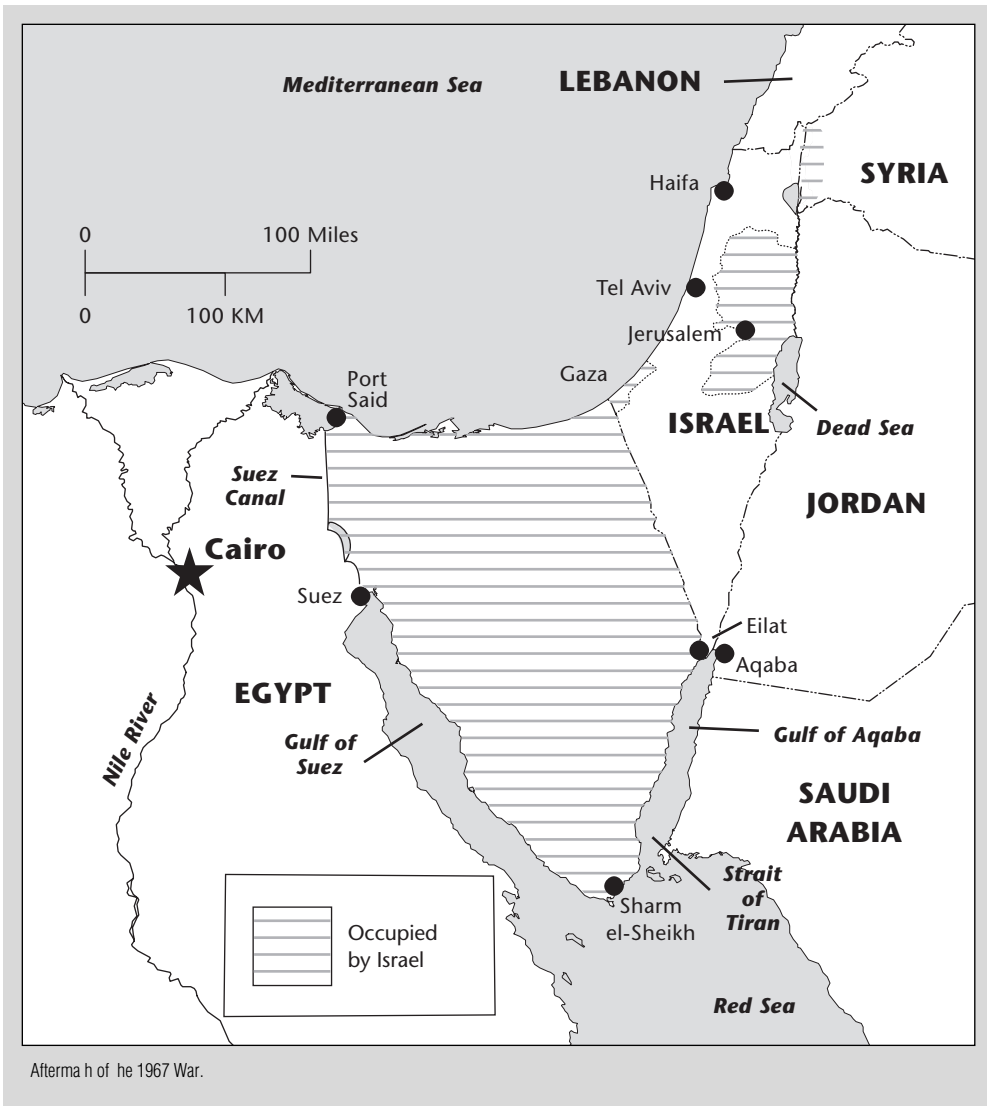 Mediterranean Sea
LEBANON
SYRIA
Haifa
0
100 Miles
0
100 KM
Tel Aviv
Jerusalem
Gaza
Port
Said
ISRAEL
Dead Sea
Suez
Canal
JORDAN
Cairo
Suez
Eilat
Aqaba
EGYPT
Nile River
Gulf of
Suez
Gulf of Aqaba
SAUDI
ARABIA
Strait
of
Tiran
Sharm
el-Sheikh
Occupied
by Israel
Red Sea
Afterma h of  he 1967 War.